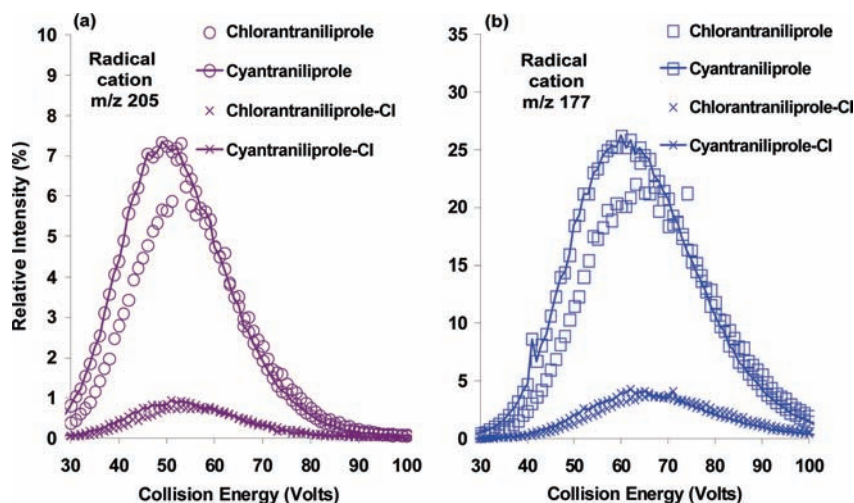 (a)
Radical
cation
m/z 205
Chlorantraniliprole
Cyantraniliprole
Chlorantraniliprole-Cl
Cyantraniliprole-Cl
Relative Intensity (%)
10
9
8
7
6
5
4
3
2
1
0
30 40 50 60 70 80 90 100
Collision Energy (Volts)
(b)
Radical
cation
m/z 177
Chlorantraniliprole
Cyantraniliprole
Chlorantraniliprole-Cl
Cyantraniliprole-Cl
35
30
25
20
15
10
5
0
30 40 50 60 70 80 90 100
Collision Energy (Volts)